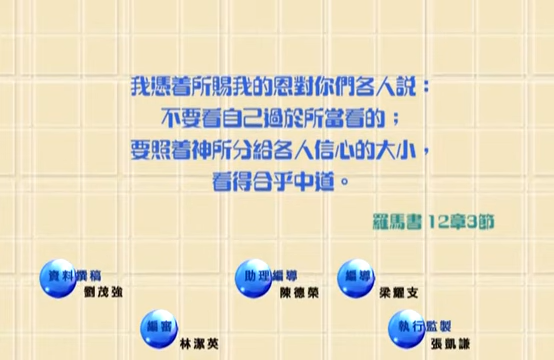 我憑着所賜我的恩對你們各人說：
不要看自己過於所當看的；
要照着神所分給各人信心的大小，
看得合乎中道。
羅馬書 12章3節
資料撰稿
劉茂強
助理編導
陳德榮
編導
梁耀支
編審
林潔英
執行監製
張凱謙